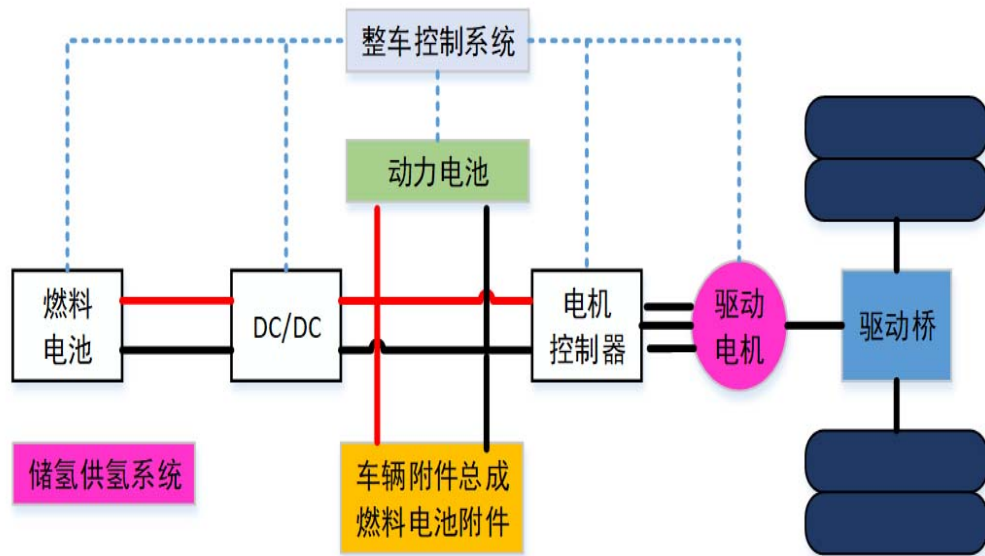 整车控制系统
动力电池
燃料
电池
DC/DC
电机
控制器
驱动
电机
驱动桥
储氢供氢系统
车辆附件总成
燃料电池附件